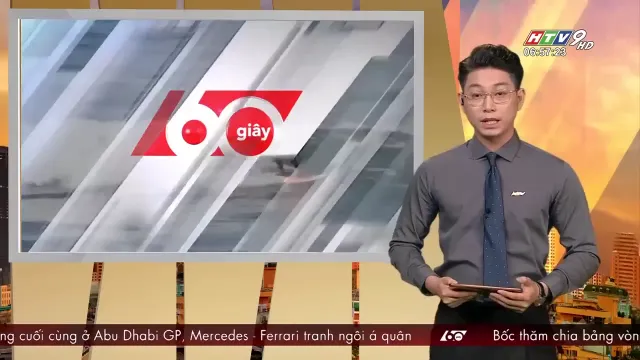 HTV9 HD
06:57:23
60 giây
HTV
ng cuối cùng ở Abu Dhabi GP, Mercedes - Ferrari tranh ngôi á quân 60 Bốc thăm chia bảng vòn